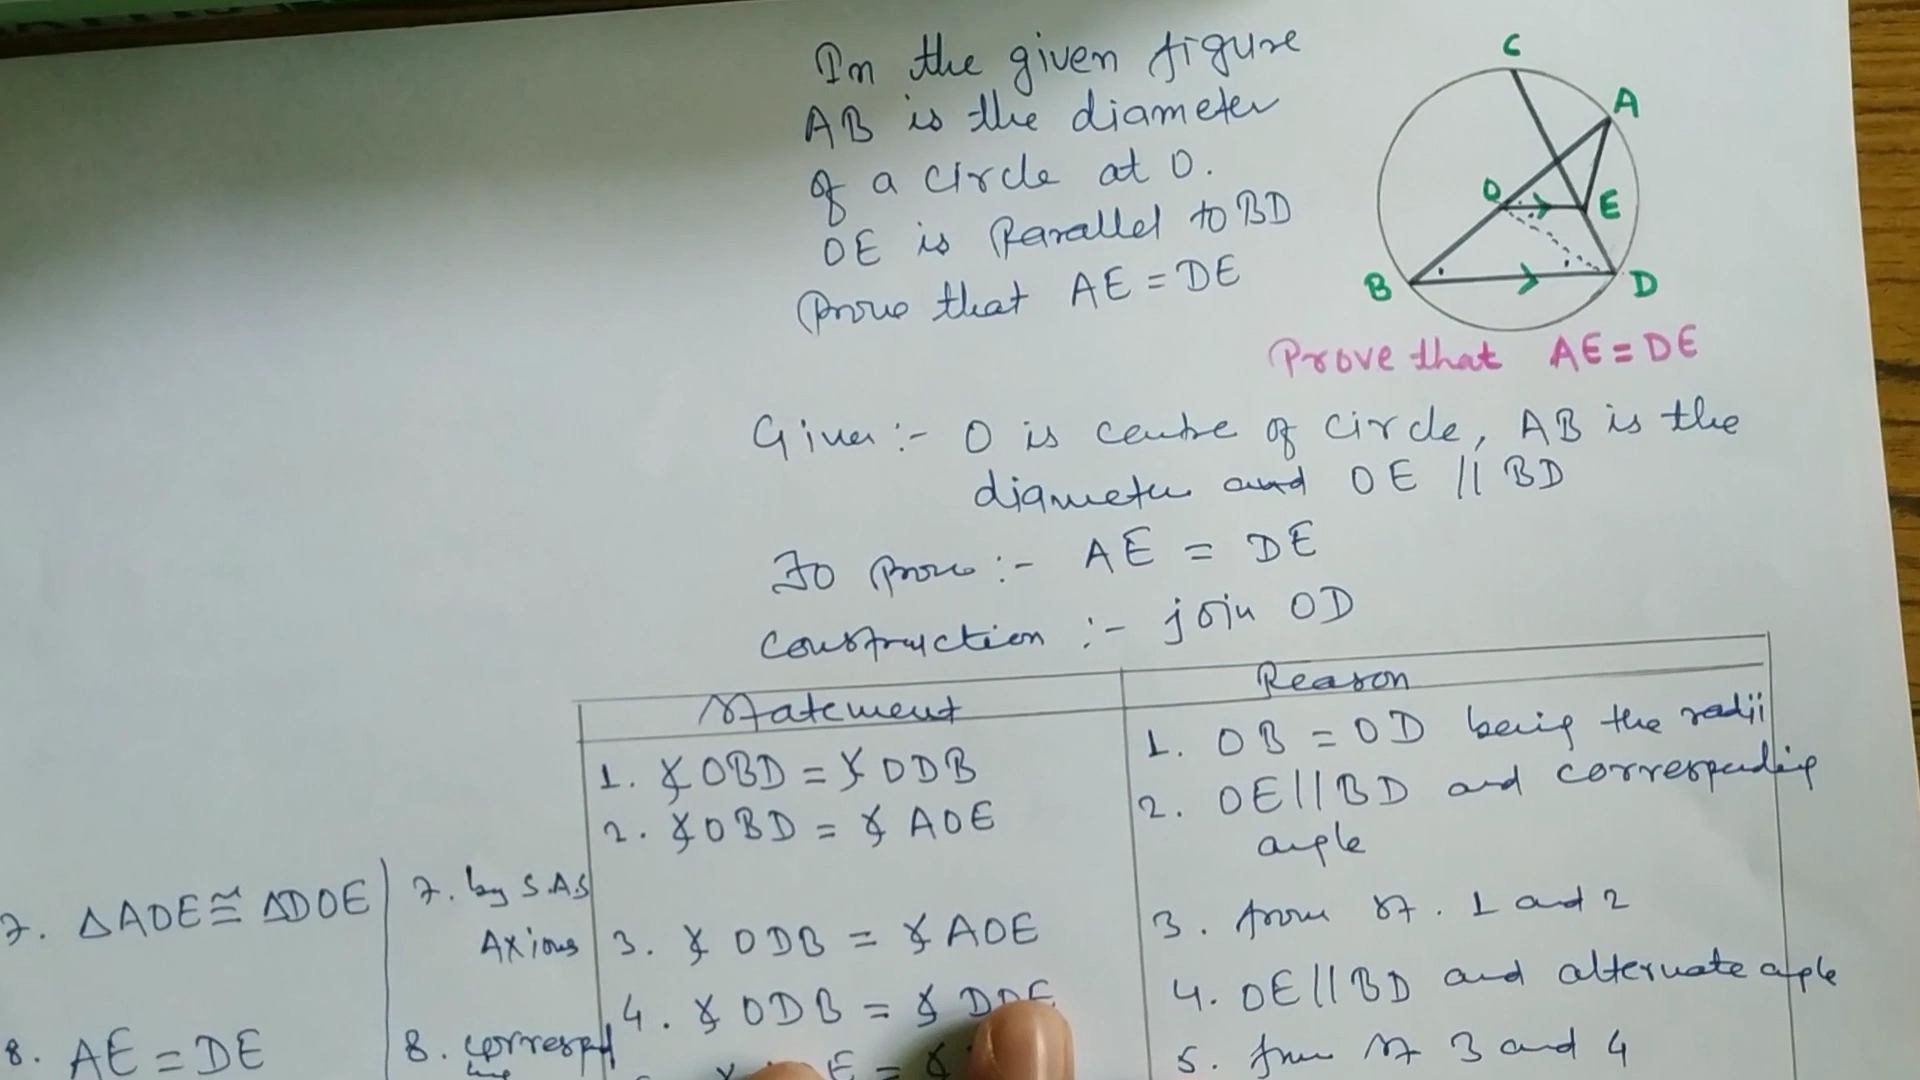 In the given figure
AB is the diameter
of a circle at O.
OE is Parallel to BD
Prove that AE = DE
C
A
O
E
B
D
Prove that AE = DE
Given :- O is centre of circle, AB is the
diameter and OE || BD
To prove :- AE = DE
Construction :- join OD
Statement
Reason
1. ∠OBD = ∠ODB
1. OB = OD being the radii
2. ∠OBD = ∠AOE
2. OE || BD and corresponding
angle
3. ∠ODB = ∠AOE
3. from st. 1 and 2
4. ∠ODB = ∠DOE
4. OE || BD and alternate angle
5. from st 3 and 4
7. △AOE ≅ △DOE
7. by S.A.S
Axioms
8. AE = DE
8.